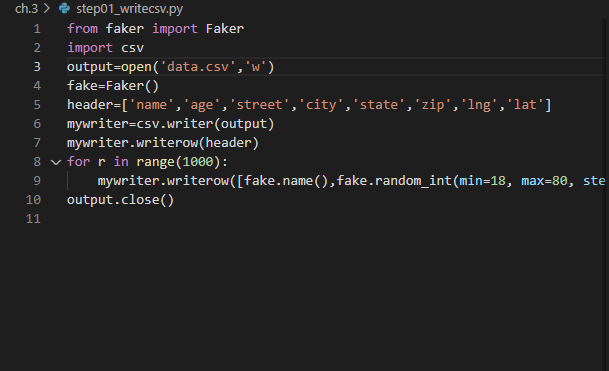 ch.3 > step01_writecsv.py
1 from faker import Faker
2 import csv
3 output=open('data.csv','w')
4 fake=Faker()
5 header=['name','age','street','city','state','zip','lng','lat']
6 mywriter=csv.writer(output)
7 mywriter.writerow(header)
8 for r in range(1000):
9 mywriter.writerow([fake.name(),fake.random_int(min=18, max=80, ste
10 output.close()
11